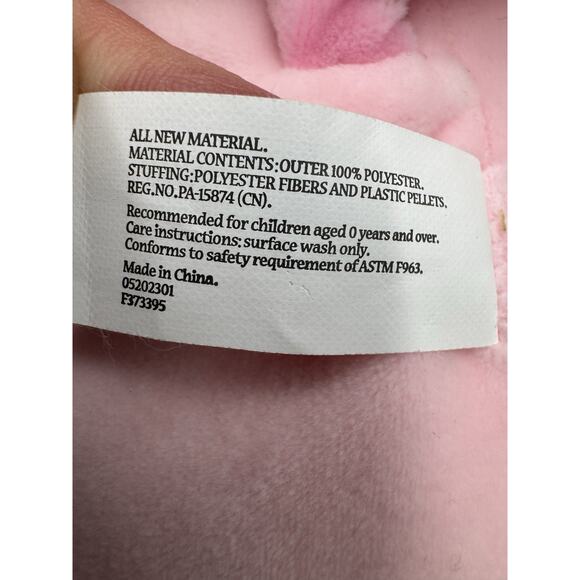 ALL NEW MATERIAL.
MATERIAL CONTENTS:OUTER 100% POLYESTER.
STUFFING:POLYESTER FIBERS AND PLASTIC PELLETS.
REG.NO.PA-15874 (CN).
Recommended for children aged 0 years and over.
Care instructions: surface wash only.
Conforms to safety requirement of ASTM F963.
Made in China.
05202301
F373395